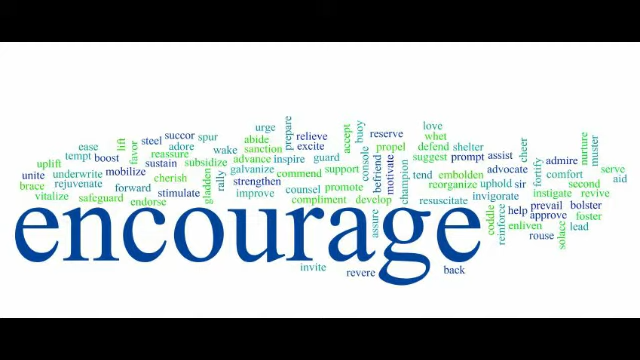 love
urge
prepare
relieve
excite
accept
buoy
reserve
whet
ease
lift
favor
steel
succor
spur
adore
wake
abide
sanction
propel
defend
shelter
cheer
nurture
muster
tempt
boost
reassure
sustain
subsidize
advance
inspire
guard
console
befriend
motivate
suggest
prompt
assist
fortify
admire
uplift
unite
underwrite
mobilize
cherish
gladden
rally
galvanize
commend
support
champion
tend
embolden
advocate
comfort
serve
aid
brace
rejuvenate
forward
stimulate
strengthen
counsel
promote
reorganize
uphold
sir
second
vitalize
safeguard
endorse
improve
compliment
develop
resuscitate
invigorate
instigate
revive
encourage
assure
coddle
reinforce
help
prevail
bolster
approve
foster
enliven
rouse
solace
lead
invite
revere
back